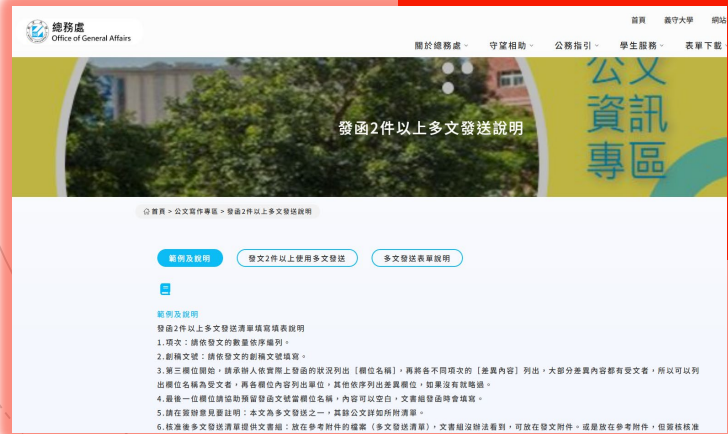 首頁 義守大學 網站
總務處
Office of General Affairs
關於總務處 守望相助 公務指引 學生服務 表單下載
公文
資訊
專區
發函2件以上多文發送說明
首頁 > 公文寫作專區 > 發函2件以上多文發送說明
範例及說明 發文2件以上使用多文發送 多文發送表單說明
範例及說明
發函2件以上多文發送清單填寫填表說明
1.項次：請依發文的數量依序編列。
2.創稿文號：請依發文的創稿文號填寫。
3.第三欄位開始，請承辦人依實際上發函的狀況列出［欄位名稱］，再將各不同項次的［差異內容］列出，大部分差異內容都有受文者，所以可以列
出欄位名稱為受文者，再各欄位內容列出單位，其他依序列出差異欄位，如果沒有就略過。
4.最後一位欄位請協助預留發函文號當欄位名稱，內容可以空白，文書組發函時會填寫。
5.請在簽辦意見要註明：本文為多文發送之一，其餘公文詳如所附清單。
6.核准後多文發送清單提供文書組：放在參考附件的檔案（多文發送清單），文書組沒辦法看到，可放在發文附件。或是放在參考附件，但簽核核准